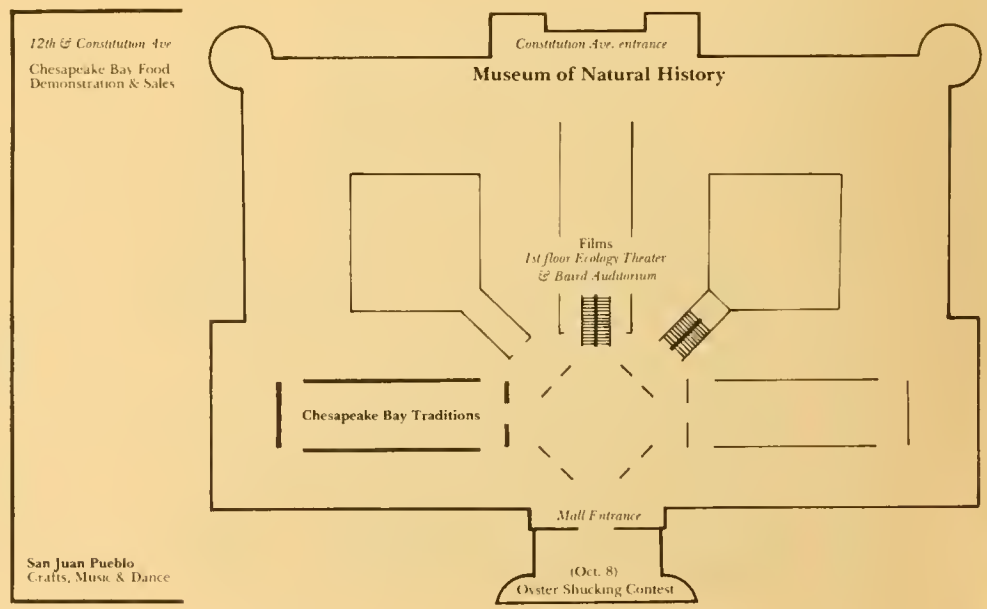 12th & Constitution Ave
Chesapeake Bay Food
Demonstration & Sales
Constitution Ave. entrance
Museum of Natural History
Films
1st floor Ecology Theater
& Baird Auditorium
Chesapeake Bay Traditions
Mall Entrance
(Oct. 8)
Oyster Shucking Contest
San Juan Pueblo
Crafts, Music & Dance